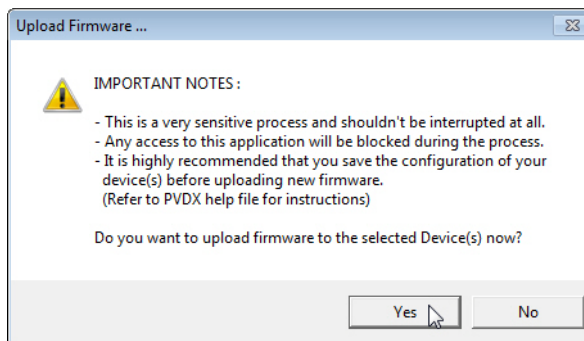 Upload Firmware ...
IMPORTANT NOTES :
- This is a very sensitive process and shouldn't be interrupted at all.
- Any access to this application will be blocked during the process.
- It is highly recommended that you save the configuration of your
device(s) before uploading new firmware.
(Refer to PVDX help file for instructions)
Do you want to upload firmware to the selected Device(s) now?
Yes
No